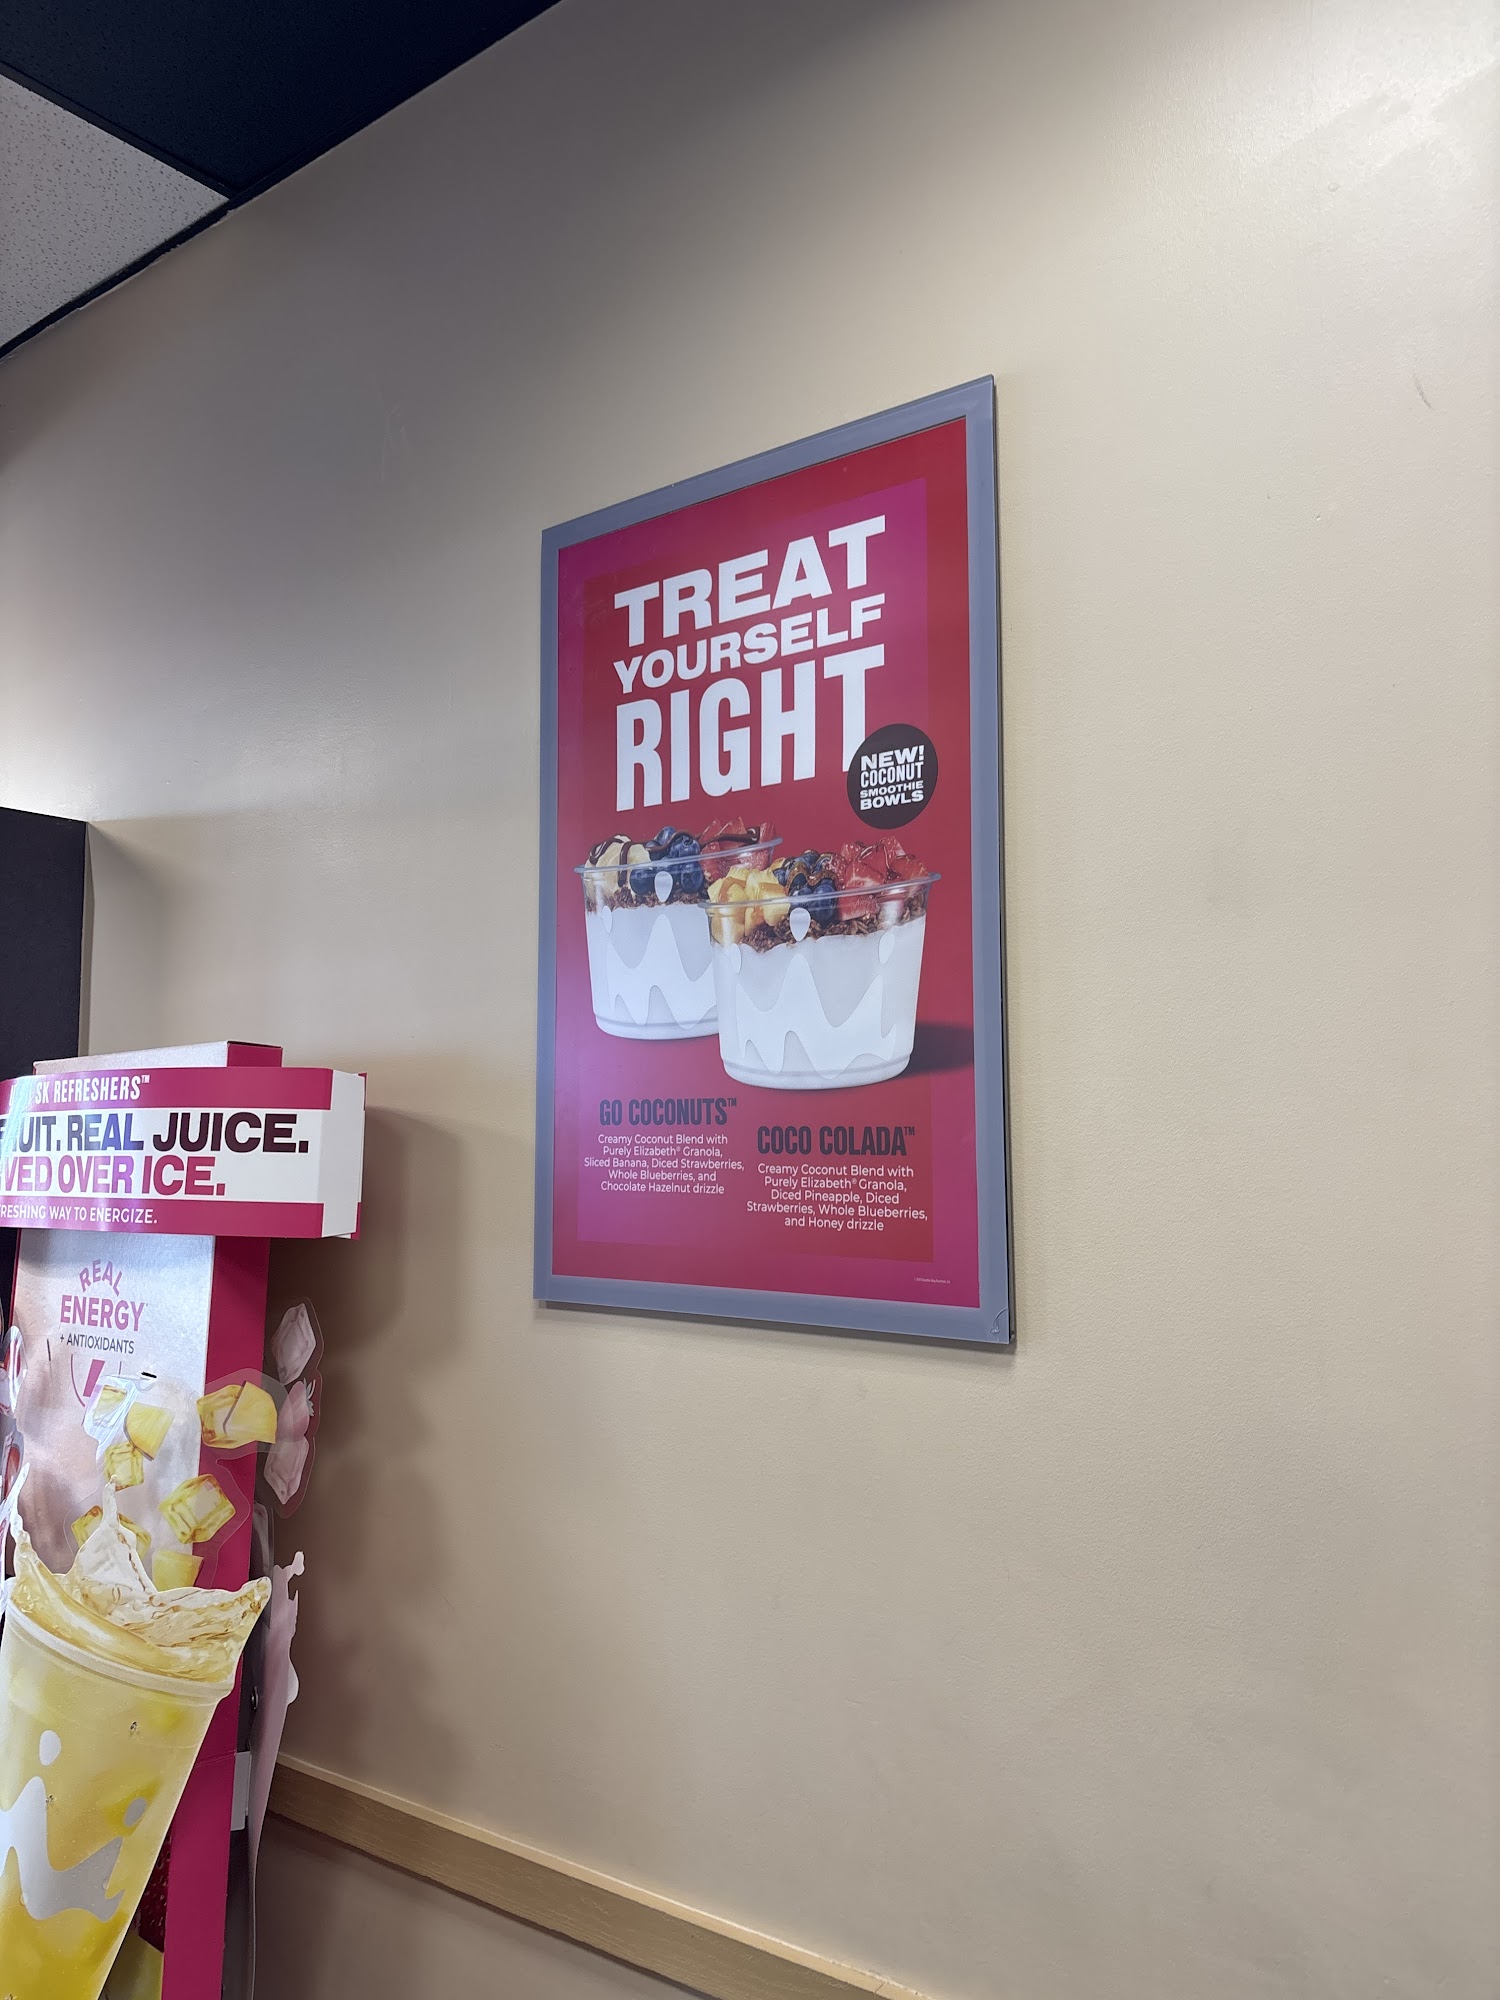 TREAT
YOURSELF
RIGHT
NEW!
COCONUT
SMOOTHIE
BOWLS
GO COCONUTS™
Creamy Coconut Blend with
Purely Elizabeth® Granola,
Sliced Banana, Diced Strawberries,
Whole Blueberries, and
Chocolate Hazelnut drizzle
COCO COLADA™
Creamy Coconut Blend with
Purely Elizabeth® Granola,
Diced Pineapple, Diced
Strawberries, Whole Blueberries,
and Honey drizzle
SK REFRESHERS™
UIT. REAL JUICE.
VED OVER ICE.
RESHING WAY TO ENERGIZE.
REAL
ENERGY
+ ANTIOXIDANTS